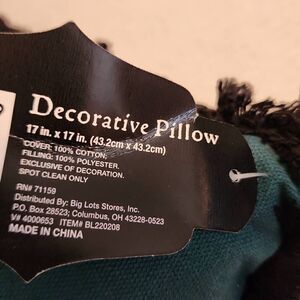 Decorative Pillow
17 in. x 17 in. (43.2cm x 43.2cm)
COVER: 100% COTTON;
FILLING: 100% POLYESTER,
EXCLUSIVE OF DECORATION.
SPOT CLEAN ONLY
RN# 71159
Distributed By: Big Lots Stores, Inc.
P.O. Box 28523; Columbus, OH 43228-0523
V# 4000653 ITEM# BL220208
MADE IN CHINA